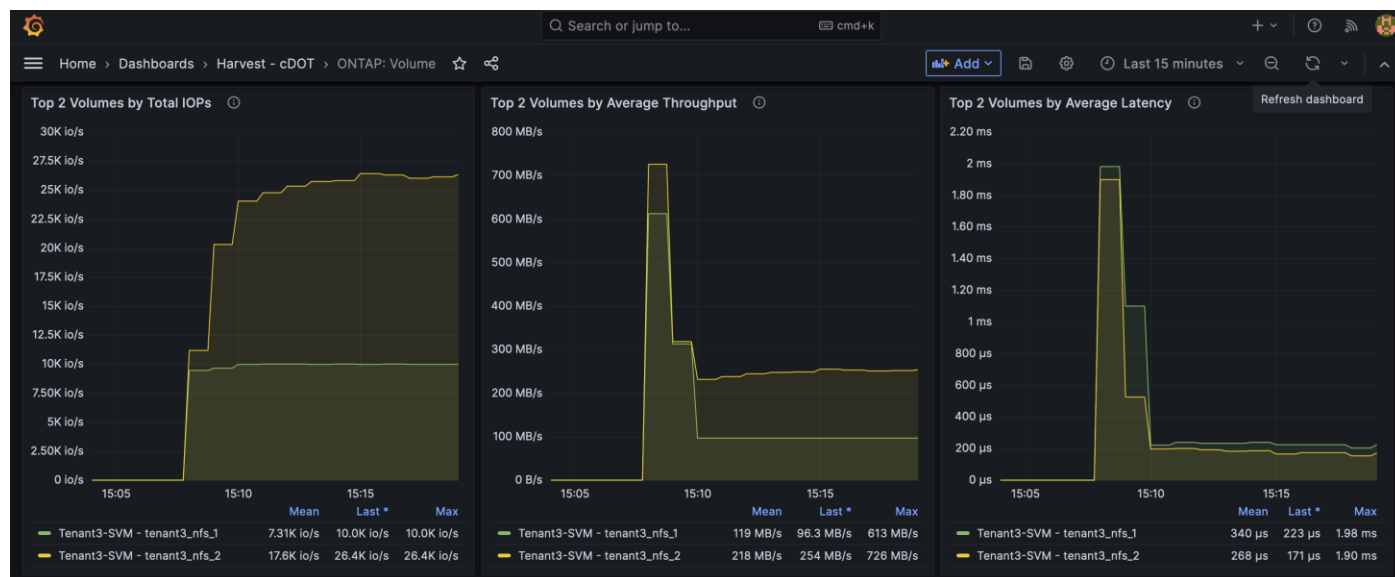 Search or jump to... cmd+k
Home › Dashboards › Harvest - cDOT › ONTAP: Volume
Add Last 15 minutes
Refresh dashboard
Top 2 Volumes by Total IOPs
30K io/s
27.5K io/s
25K io/s
22.5K io/s
20K io/s
17.5K io/s
15K io/s
12.5K io/s
10K io/s
7.50K io/s
5K io/s
2.50K io/s
0 io/s
15:05 15:10 15:15
Mean Last * Max
Tenant3-SVM - tenant3_nfs_1 7.31K io/s 10.0K io/s 10.0K io/s
Tenant3-SVM - tenant3_nfs_2 17.6K io/s 26.4K io/s 26.4K io/s
Top 2 Volumes by Average Throughput
800 MB/s
700 MB/s
600 MB/s
500 MB/s
400 MB/s
300 MB/s
200 MB/s
100 MB/s
0 B/s
15:05 15:10 15:15
Mean Last * Max
Tenant3-SVM - tenant3_nfs_1 119 MB/s 96.3 MB/s 613 MB/s
Tenant3-SVM - tenant3_nfs_2 218 MB/s 254 MB/s 726 MB/s
Top 2 Volumes by Average Latency
2.20 ms
2 ms
1.80 ms
1.60 ms
1.40 ms
1.20 ms
1 ms
800 µs
600 µs
400 µs
200 µs
0 µs
15:05 15:10 15:15
Mean Last * Max
Tenant3-SVM - tenant3_nfs_1 340 µs 223 µs 1.98 ms
Tenant3-SVM - tenant3_nfs_2 268 µs 171 µs 1.90 ms